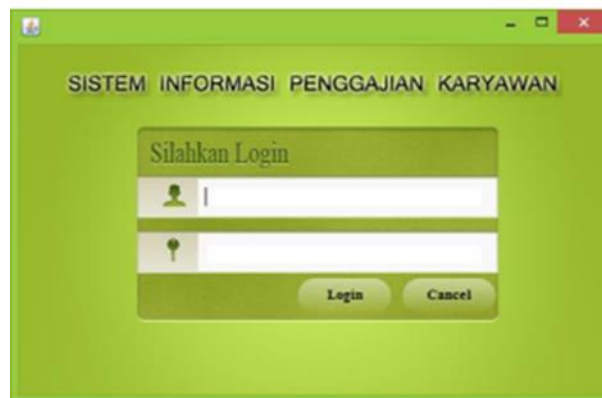 SISTEM INFORMASI PENGGAJIAN KARYAWAN
Silahkan Login
Login Cancel